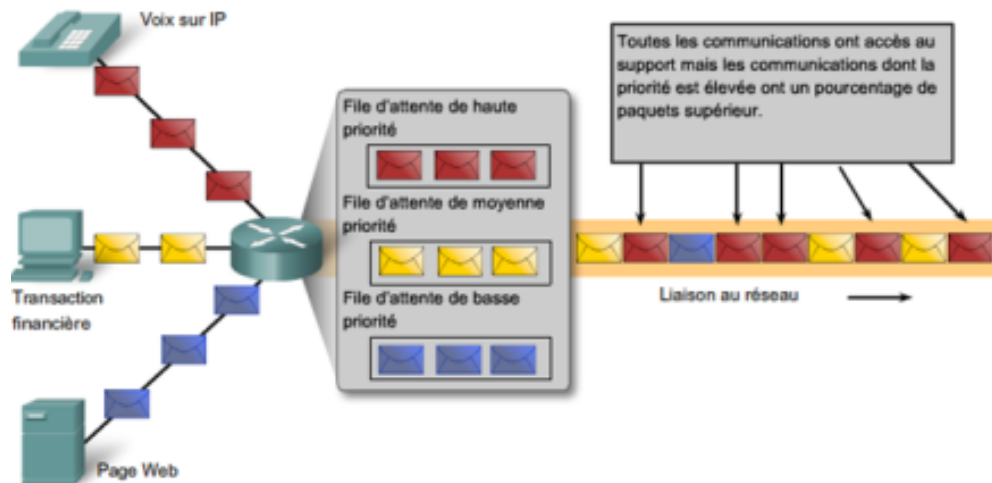 Voix sur IP
Toutes les communications ont accès au
support mais les communications dont la
priorité est élevée ont un pourcentage de
paquets supérieur.
File d'attente de haute
priorité
File d'attente de moyenne
priorité
Transaction
financière
File d'attente de basse
priorité
Liaison au réseau
Page Web